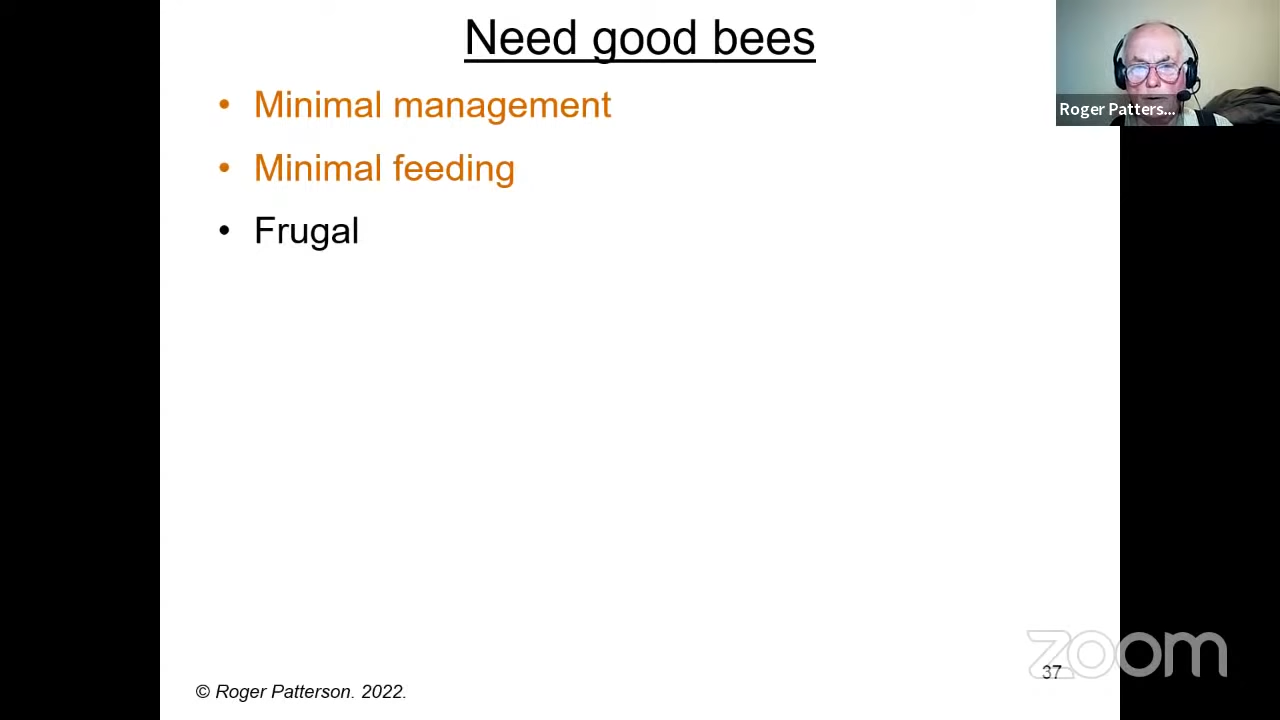 Need good bees
Roger Patters...
• Minimal management
• Minimal feeding
• Frugal
zoom
37
© Roger Patterson. 2022.